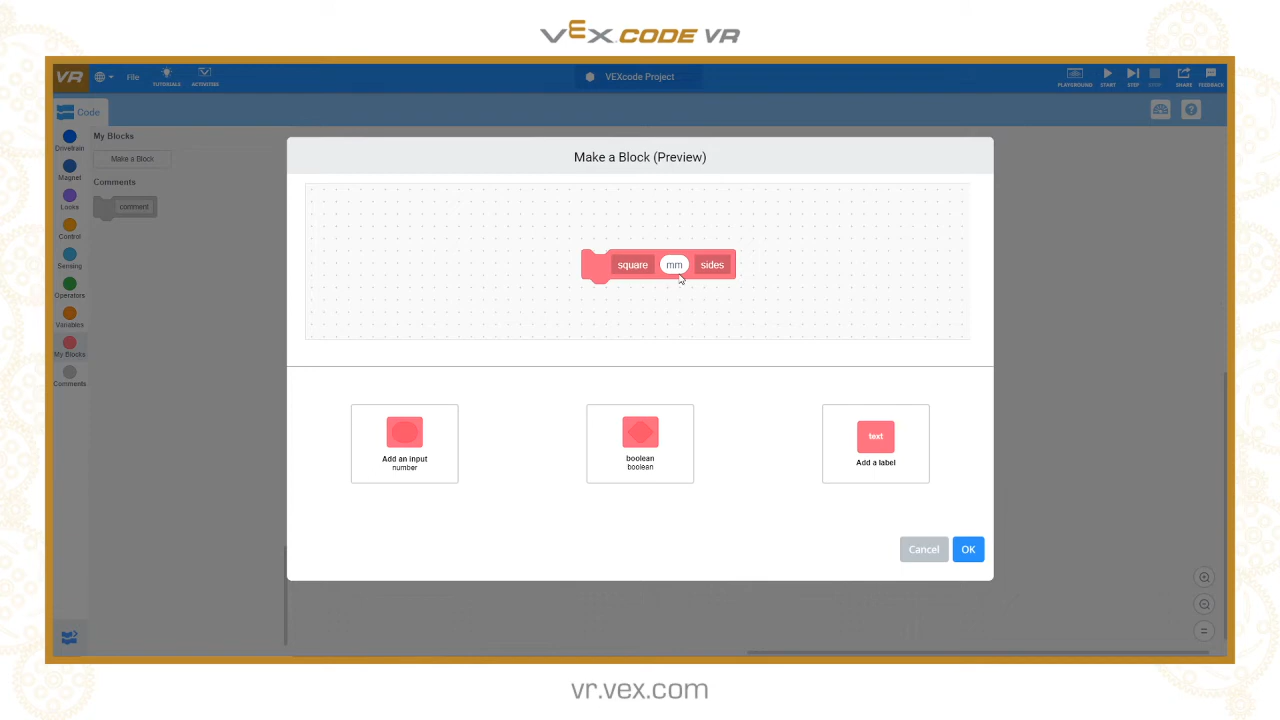 VEX CODE VR
VR
File
TUTORIALS
ACTIVITIES
VEXcode Project
PLAYGROUND
START
STEP
STOP
SHARE
FEEDBACK
Code
?
Drivetrain
Magnet
Looks
Control
Sensing
Operators
Variables
My Blocks
Comments
My Blocks
Make a Block
Comments
comment
Make a Block (Preview)
square mm sides
Add an input
number
boolean
boolean
text
Add a label
Cancel
OK
vr.vex.com